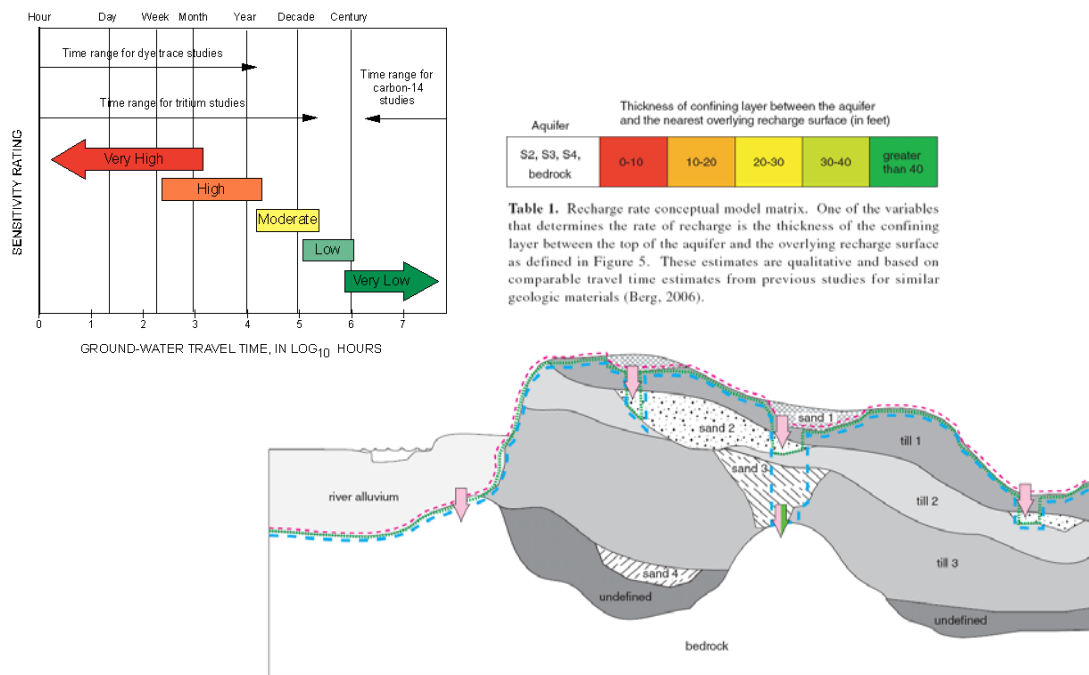 Hour Day Week Month Year Decade Century
Time range for dye trace studies
Time range for
carbon-14
studies
Time range for tritium studies
SENSITIVITY RATING
Very High
High
Moderate
Low
Very Low
0 1 2 3 4 5 6 7
GROUND-WATER TRAVEL TIME, IN LOG10 HOURS
Thickness of confining layer between the aquifer
and the nearest overlying recharge surface (in feet)
Aquifer
S2, S3, S4,
bedrock
0-10
10-20
20-30
30-40
greater
than 40
Table 1. Recharge rate conceptual model matrix. One of the variables
that determines the rate of recharge is the thickness of the confining
layer between the top of the aquifer and the overlying recharge surface
as defined in Figure 5. These estimates are qualitative and based on
comparable travel time estimates from previous studies for similar
geologic materials (Berg, 2006).
sand 1
sand 2
till 1
sand 3
river alluvium
till 2
till 3
sand 4
undefined
undefined
bedrock